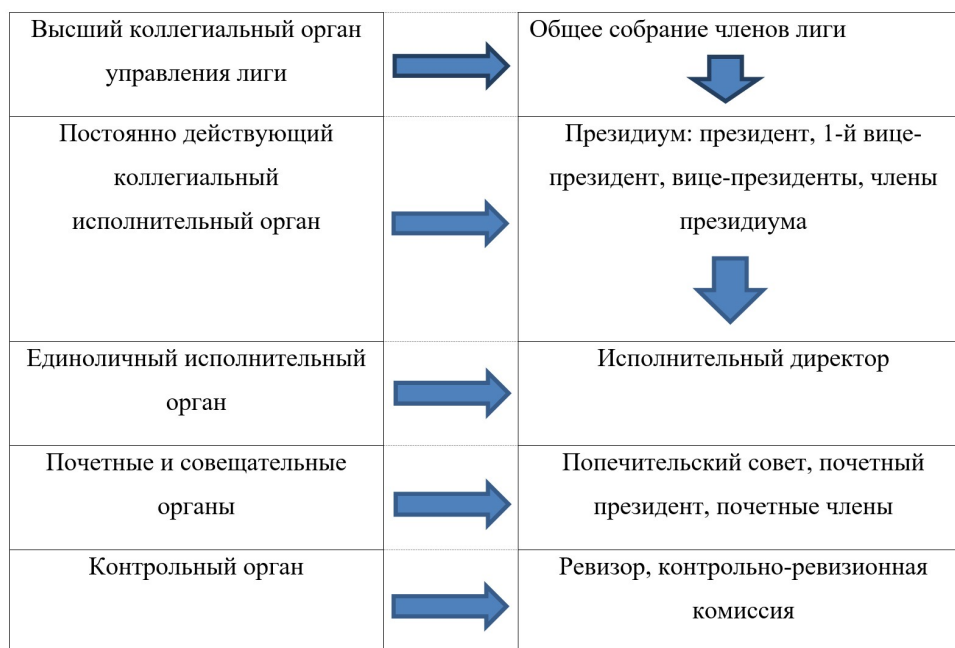 Высший коллегиальный орган
управления лиги
Общее собрание членов лиги
Постоянно действующий
коллегиальный
исполнительный орган
Президиум: президент, 1-й вице-
президент, вице-президенты, члены
президиума
Единоличный исполнительный
орган
Исполнительный директор
Почетные и совещательные
органы
Попечительский совет, почетный
президент, почетные члены
Контрольный орган
Ревизор, контрольно-ревизионная
комиссия